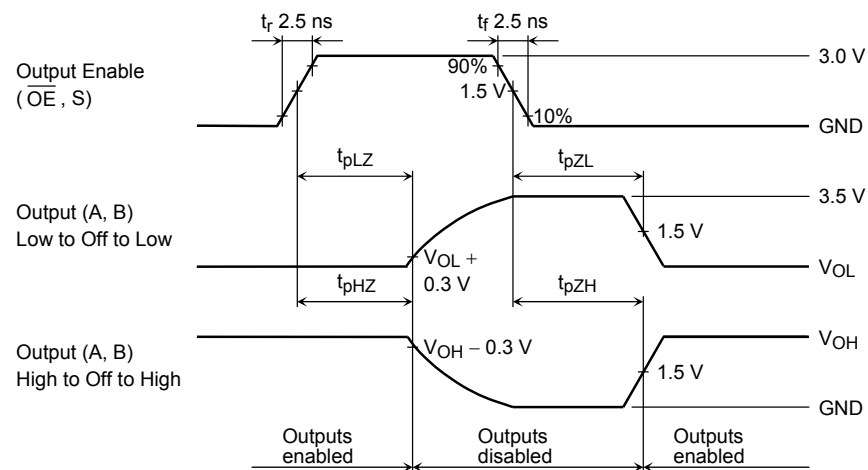 tr 2.5 ns
tf 2.5 ns
Output Enable
( OE , S)
90%
1.5 V
10%
3.0 V
GND
tpLZ
tpZL
Output (A, B)
Low to Off to Low
VOL +
0.3 V
3.5 V
1.5 V
VOL
tpHZ
tpZH
Output (A, B)
High to Off to High
VOH − 0.3 V
VOH
1.5 V
GND
Outputs
enabled
Outputs
disabled
Outputs
enabled